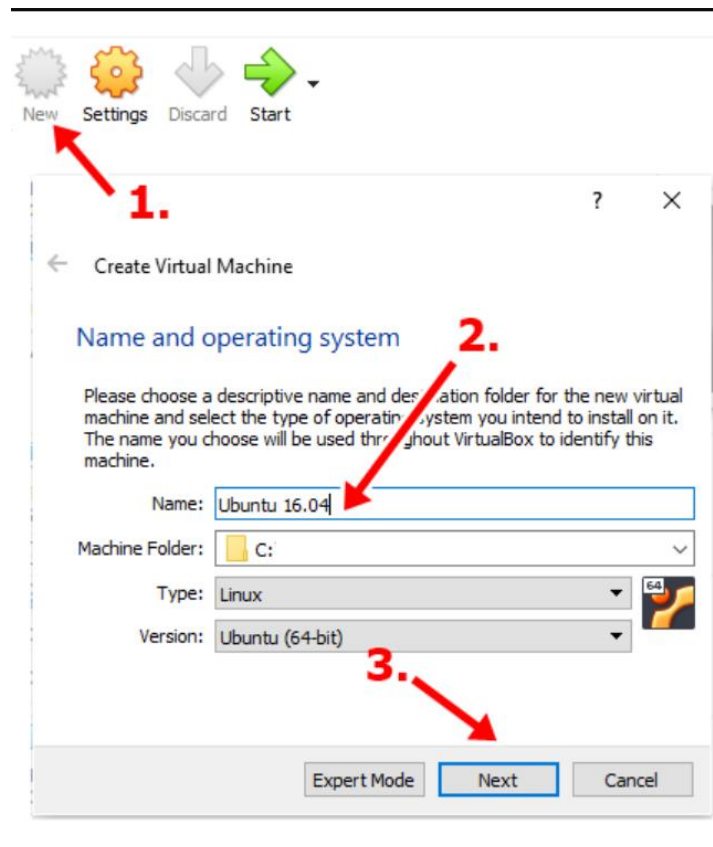 New Settings Discard Start
1.
?
Create Virtual Machine
Name and operating system
2.
Please choose a descriptive name and destination folder for the new virtual
machine and select the type of operating system you intend to install on it.
The name you choose will be used throughout VirtualBox to identify this
machine.
Name: Ubuntu 16.04
Machine Folder: C:
Type: Linux
64
Version: Ubuntu (64-bit)
3.
Expert Mode Next Cancel